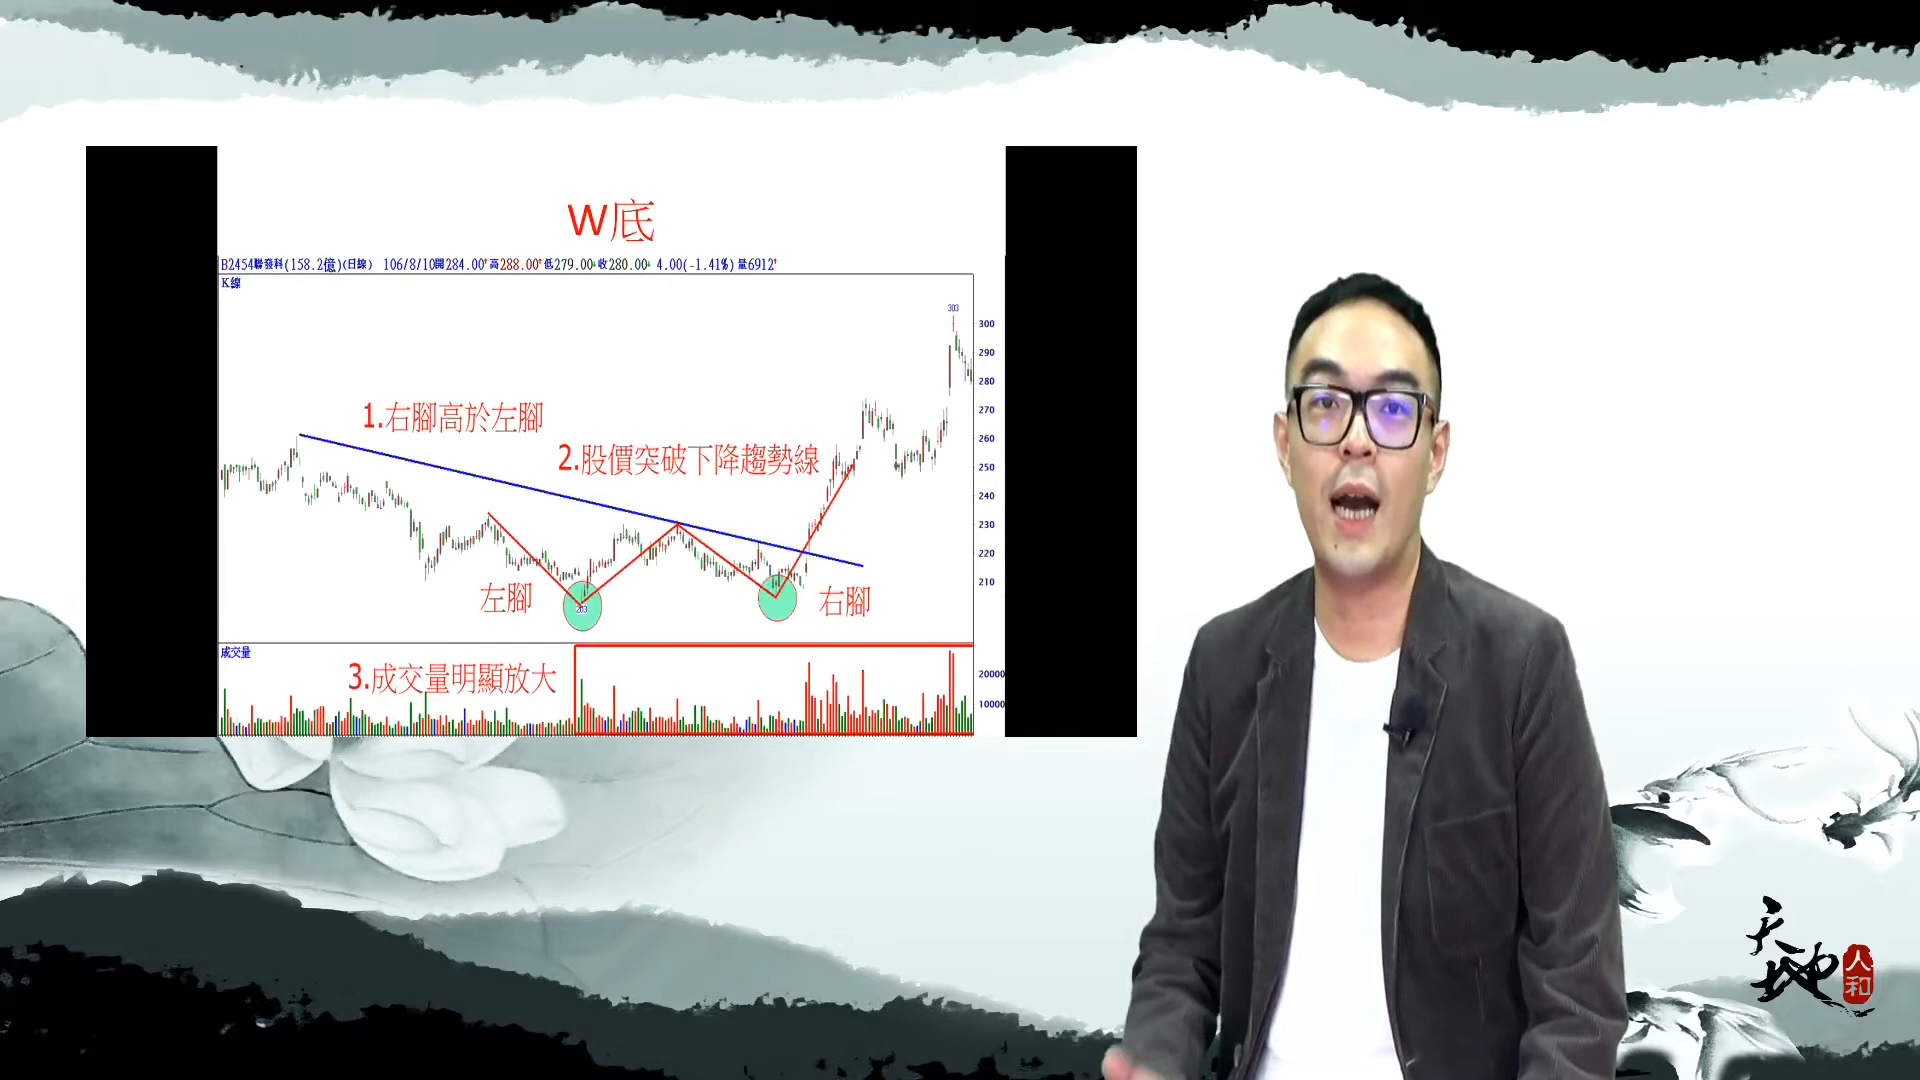 W底
B2454聯發科(158.2億)(日線) 106/8/10開284.00↑高288.00↑低279.00↓收280.00↓ 4.00(-1.41%)量6912↑
K線
303
300
290
280
1.右腳高於左腳
270
260
2.股價突破下降趨勢線
250
240
230
220
210
左腳
右腳
203
成交量
3.成交量明顯放大
20000
10000
天地
人和